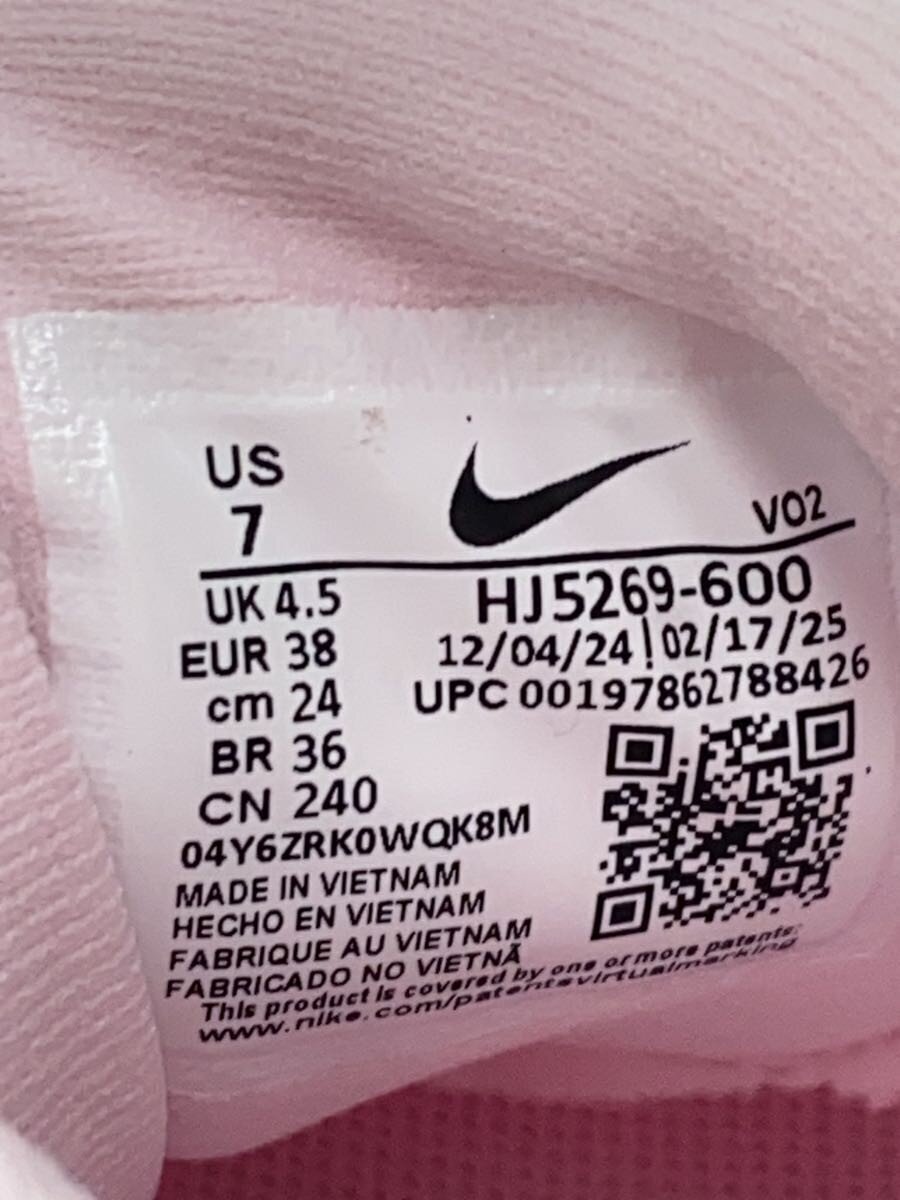 US
7
V02
UK 4.5
EUR 38
cm 24
BR 36
CN 240
HJ5269-600
12/04/24 | 02/17/25
UPC 00197862788426
04Y6ZRK0WQK8M
MADE IN VIETNAM
HECHO EN VIETNAM
FABRIQUE AU VIETNAM
FABRICADO NO VIETNÃ
This product is covered by one or more patents:
www.nike.com/patentsvirtualmarking